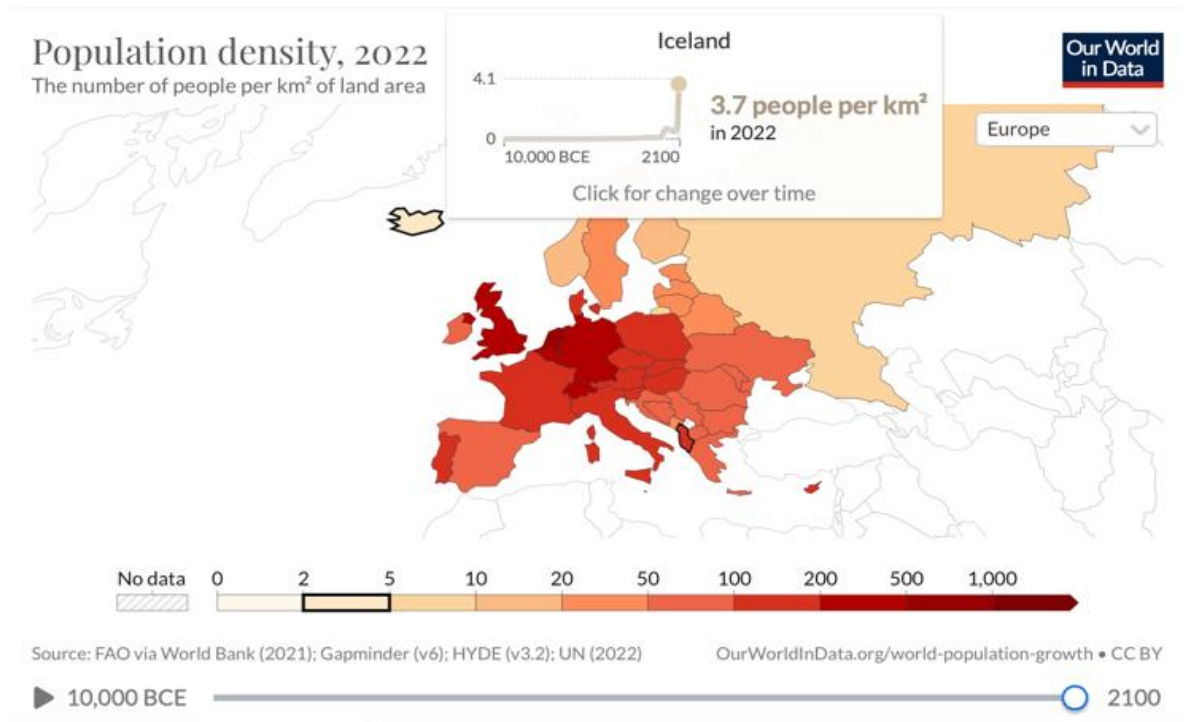 Population density, 2022
The number of people per km² of land area
Iceland
4.1
0
10.000 BCE
2100
3.7 people per km²
in 2022
Click for change over time
Our World
in Data
Europe
No data
0
2
5
10
20
50
100
200
500
1,000
Source: FAO via World Bank (2021); Gapminder (v6); HYDE (v3.2); UN (2022)
OurWorldInData.org/world-population-growth • CC BY
10,000 BCE
2100